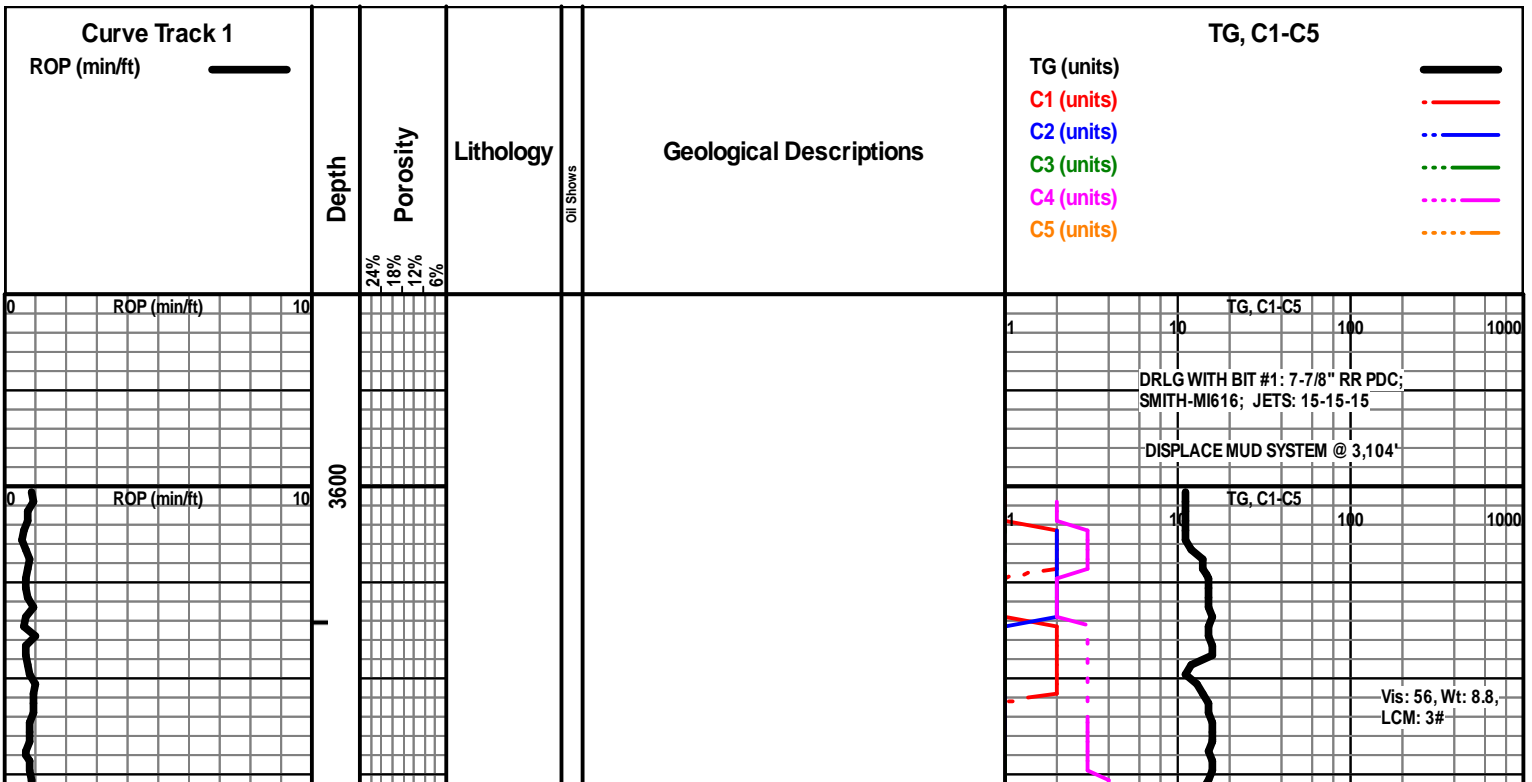 Curve Track 1
ROP (min/ft)
Depth
Porosity
24%
18%
12%
6%
Lithology
Oil Shows
Geological Descriptions
TG, C1-C5
TG (units)
C1 (units)
C2 (units)
C3 (units)
C4 (units)
C5 (units)
0 ROP (min/ft) 10
TG, C1-C5
1 10 100 1000
DRLG WITH BIT #1: 7-7/8" RR PDC;
SMITH-MI616; JETS: 15-15-15
DISPLACE MUD SYSTEM @ 3,104'
3600
0 ROP (min/ft) 10
TG, C1-C5
1 10 100 1000
Vis: 56, Wt: 8.8,
LCM: 3#